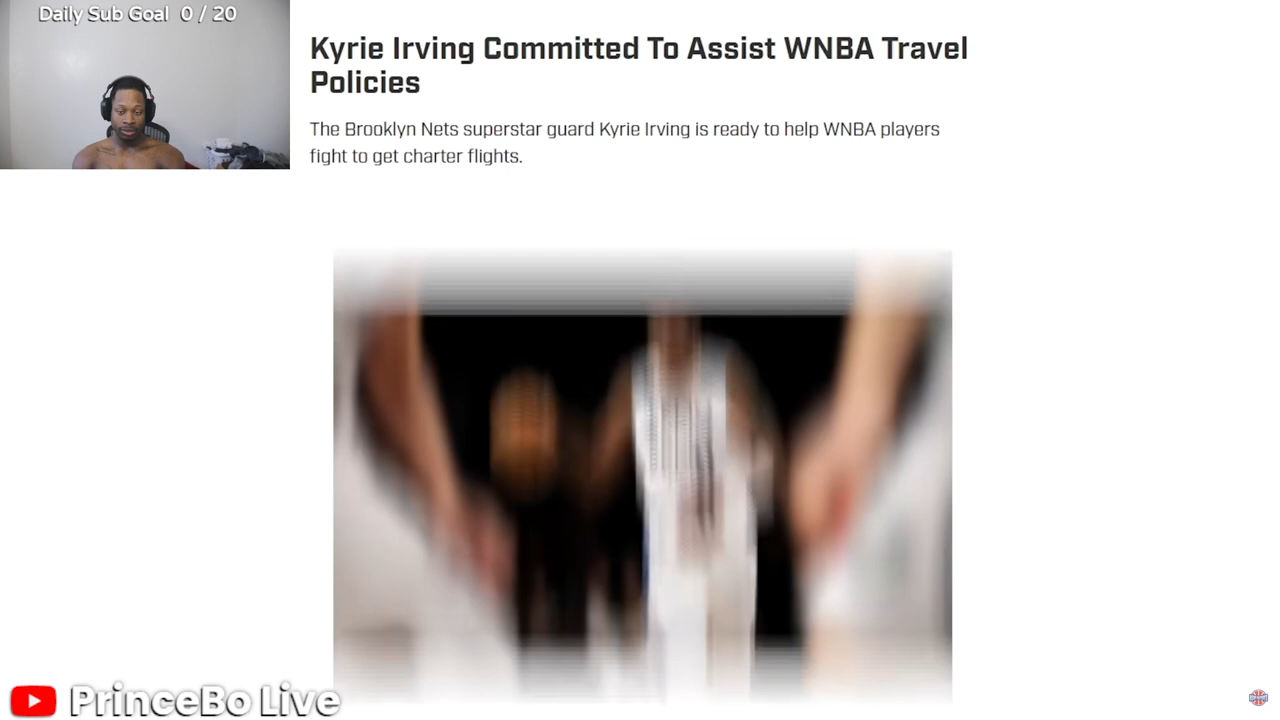 Daily Sub Goal 0 / 20
Kyrie Irving Committed To Assist WNBA Travel
Policies
The Brooklyn Nets superstar guard Kyrie Irving is ready to help WNBA players
fight to get charter flights.
PrinceBo Live